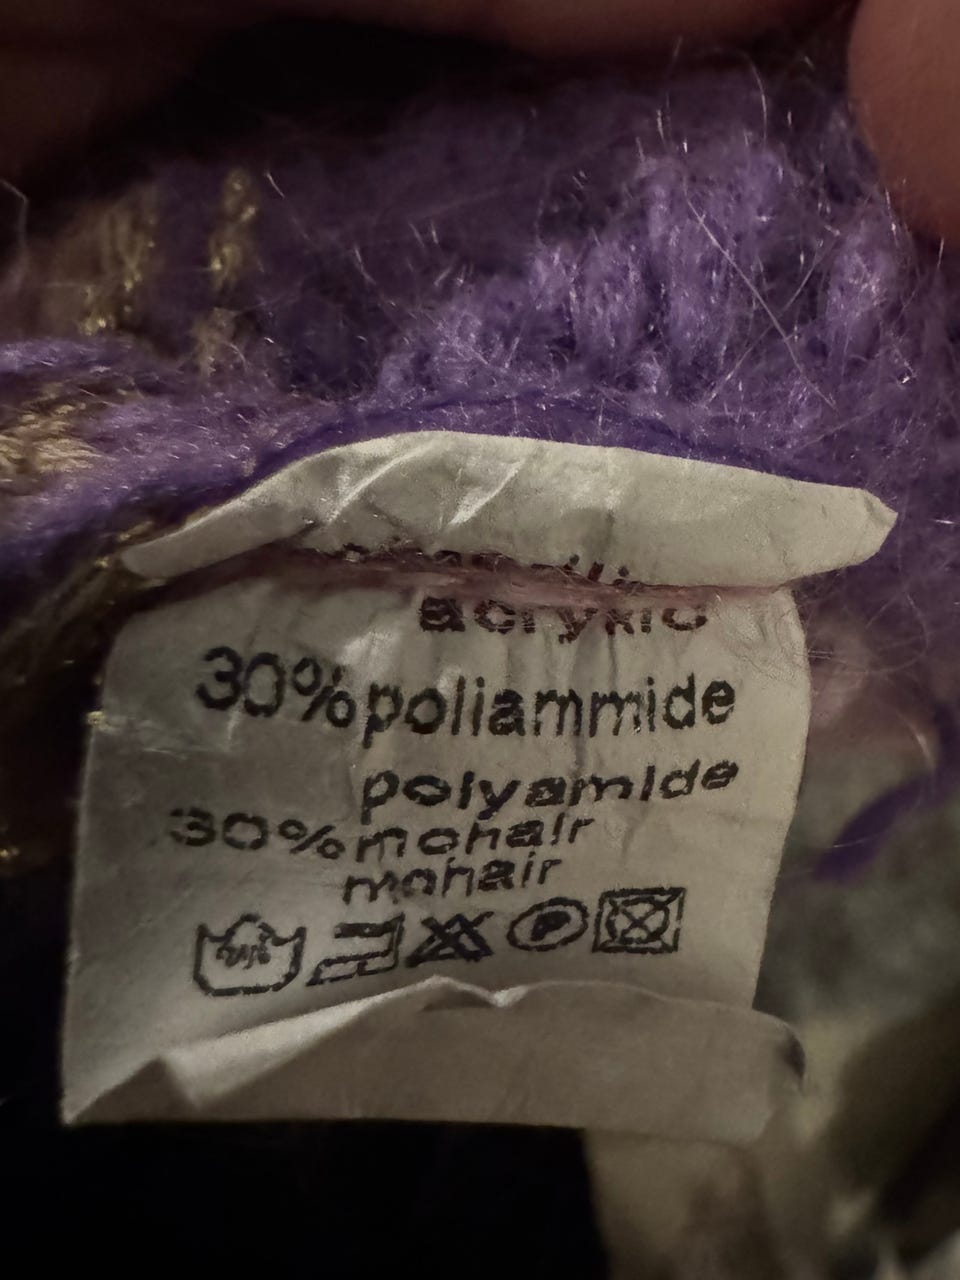 acrylic
30% poliammide
polyamide
30% mohair
mohair
P